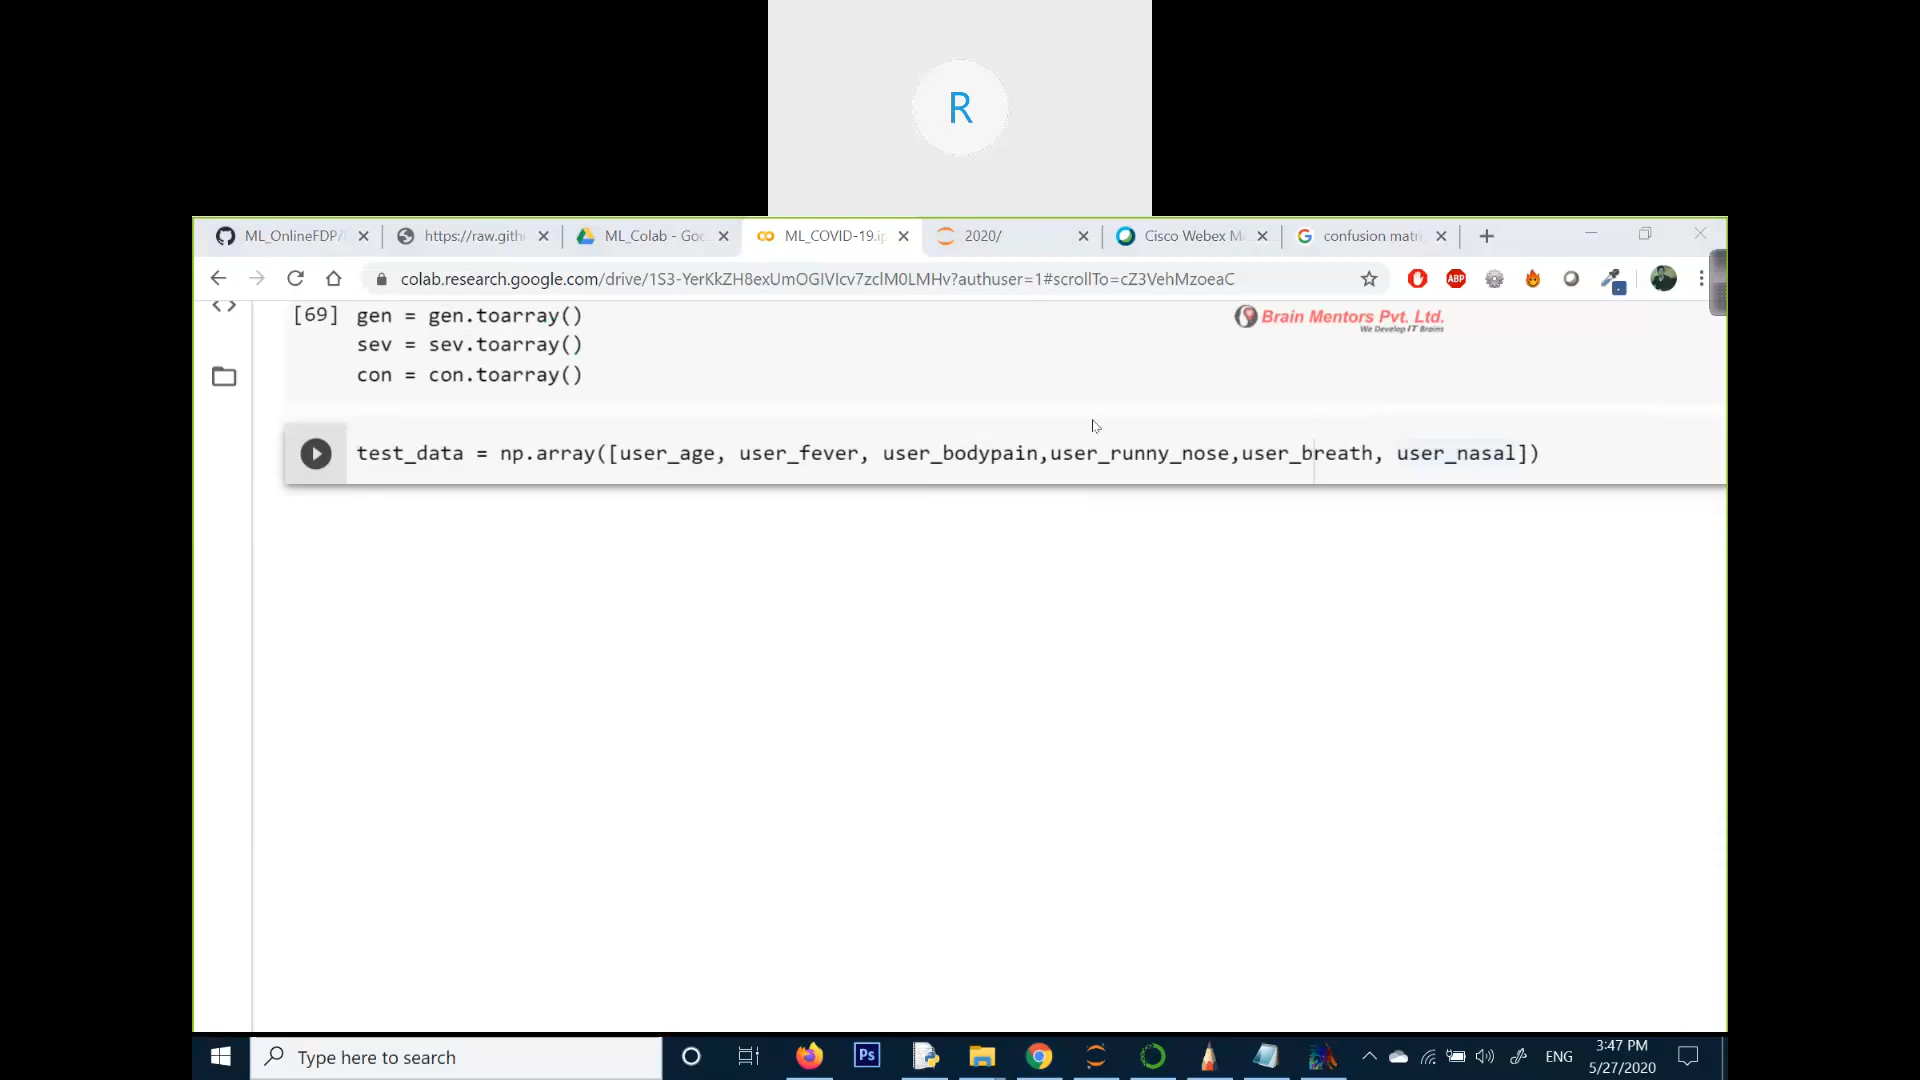 R
ML_OnlineFDP/
https://raw.gith
ML_Colab - Goo
ML_COVID-19.ip
2020/
Cisco Webex M
confusion matr
colab.research.google.com/drive/1S3-YerKkZH8exUmOGIVIcv7zclM0LMHv?authuser=1#scrollTo=cZ3VehMzoeaC
ABP
[69] gen = gen.toarray()
sev = sev.toarray()
con = con.toarray()
Brain Mentors Pvt. Ltd.
We Develop IT Brains
test_data = np.array([user_age, user_fever, user_bodypain,user_runny_nose,user_breath, user_nasal])
Type here to search
Ps
ENG
3:47 PM
5/27/2020